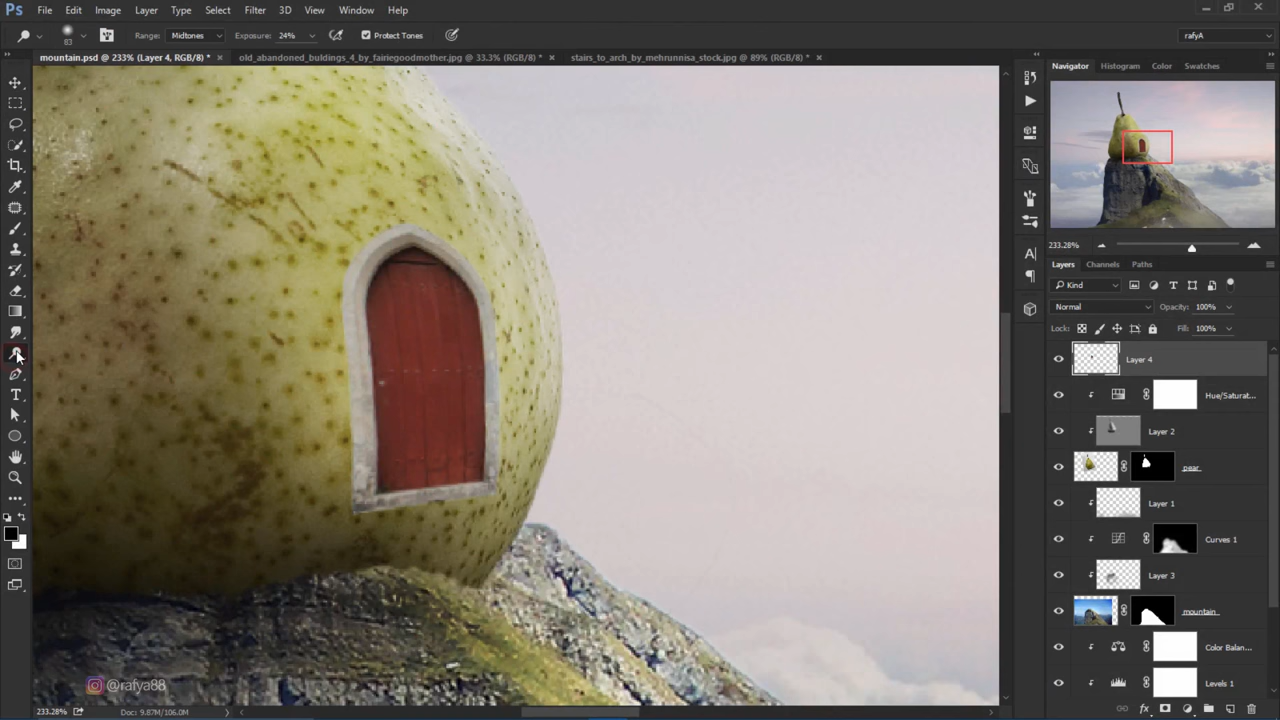 Ps File Edit Image Layer Type Select Filter 3D View Window Help
83 Range: Midtones Exposure: 24% Protect Tones rafyA
mountain.psd @ 233% (Layer 4, RGB/8) * × old_abandoned_buldings_4_by_fairiegoodmother.jpg @ 33.3% (RGB/8) * × stairs_to_arch_by_mehrunnisa_stock.jpg @ 89% (RGB/8) * ×
Navigator Histogram Color Swatches
233.28%
Layers Channels Paths
Kind
Normal Opacity: 100%
Lock: Fill: 100%
Layer 4
Hue/Saturat...
Layer 2
pear
Layer 1
Curves 1
Layer 3
mountain
Color Balan...
Levels 1
@rafya88
233.28% Doc: 9.87M/106.0M